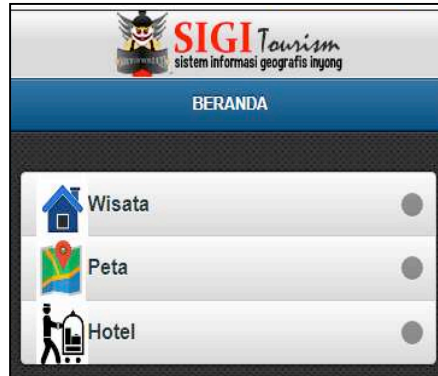 SIGI Tourism
sistem informasi geografis inyong
BERANDA
Wisata
Peta
Hotel